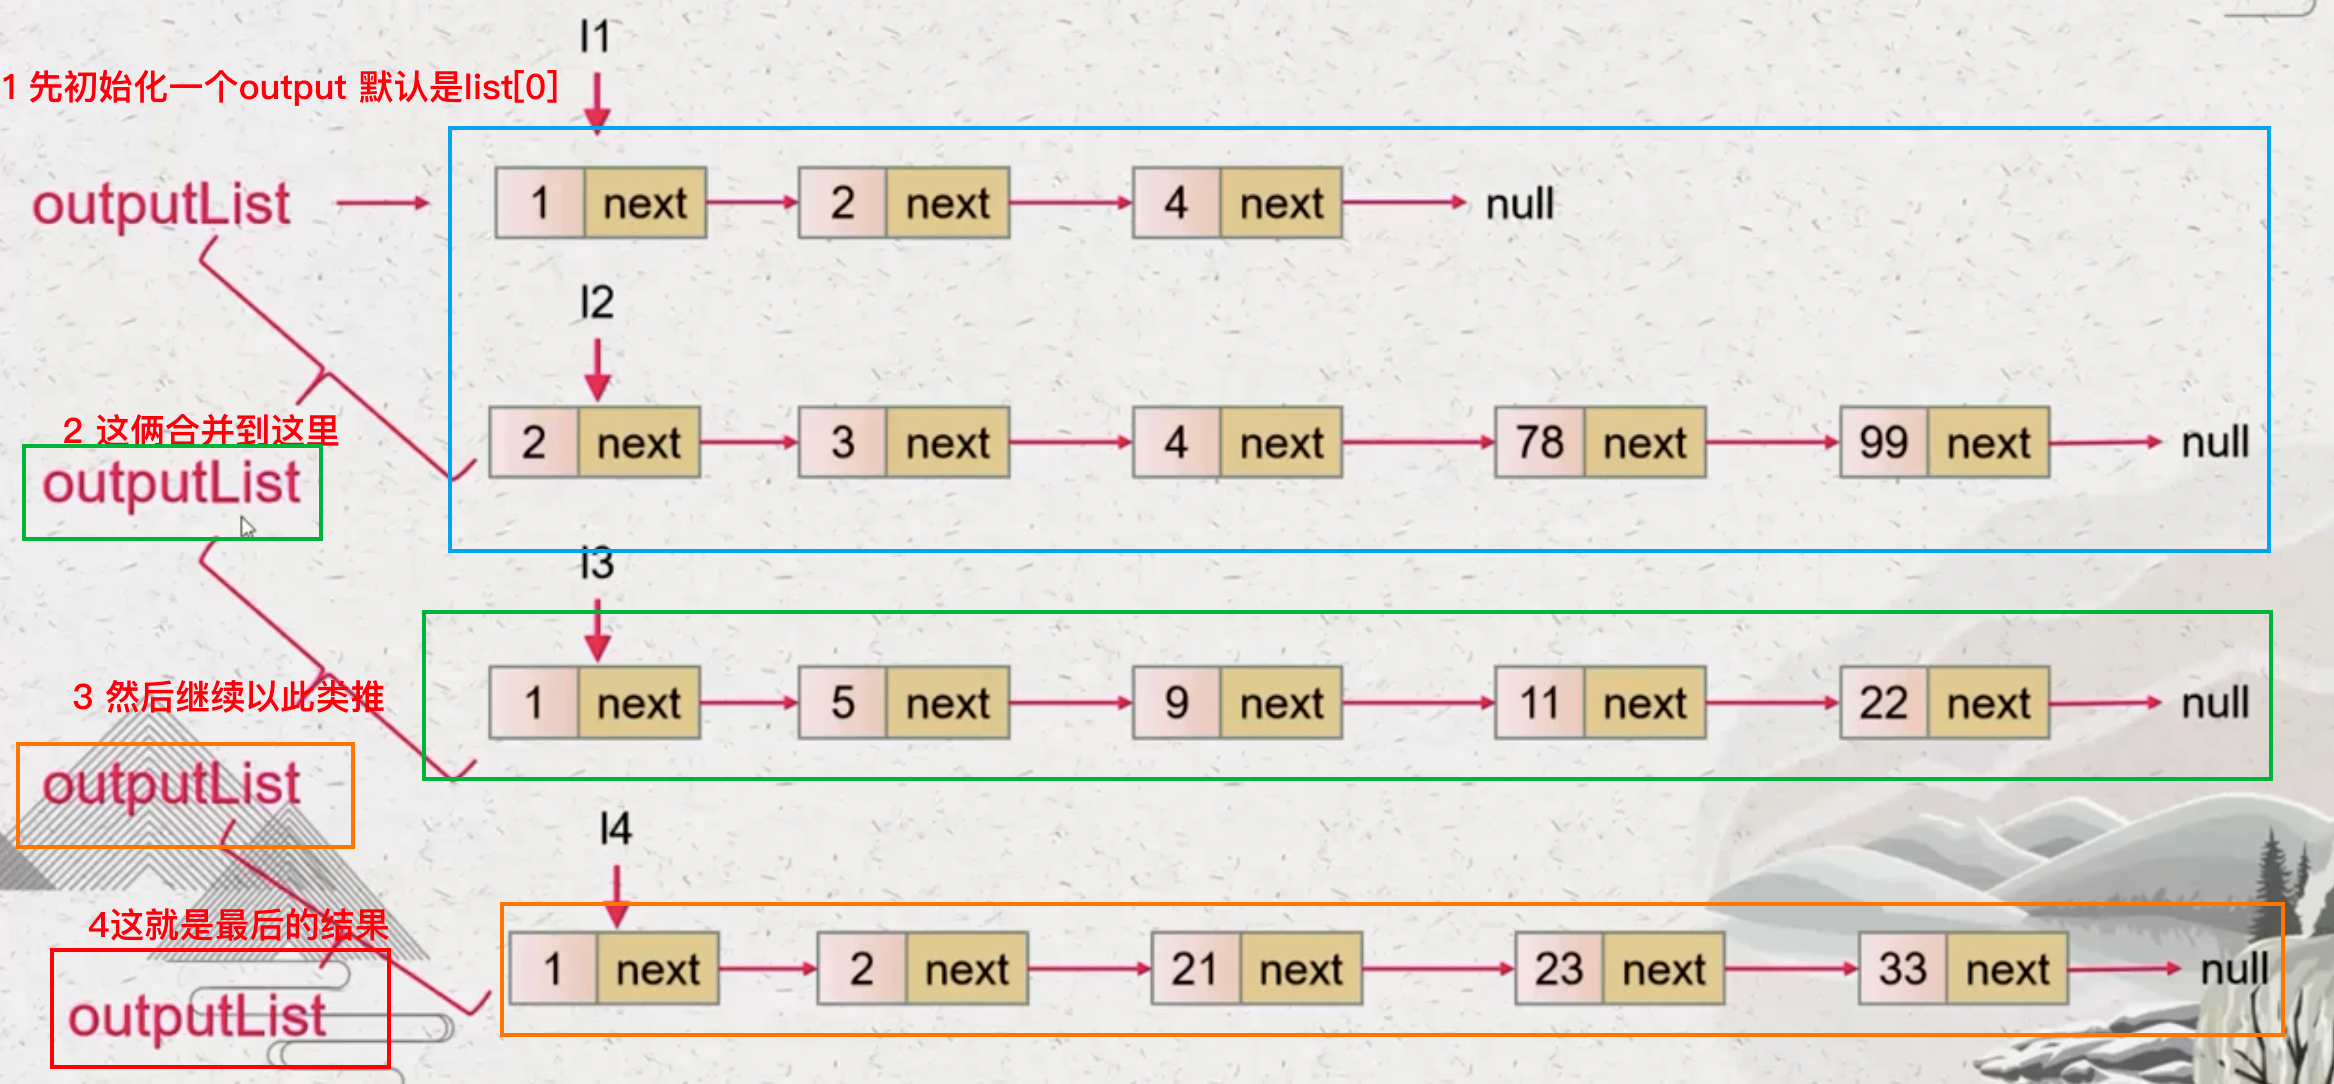 l1
1 先初始化一个output 默认是list[0]
outputList
1 next 2 next 4 next null
l2
2 这俩合并到这里
outputList
2 next 3 next 4 next 78 next 99 next null
l3
3 然后继续以此类推
1 next 5 next 9 next 11 next 22 next null
outputList
l4
4这就是最后的结果
1 next 2 next 21 next 23 next 33 next null
outputList